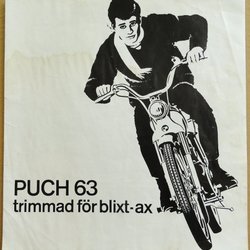 PUCH 63
trimmad för blixt-ax